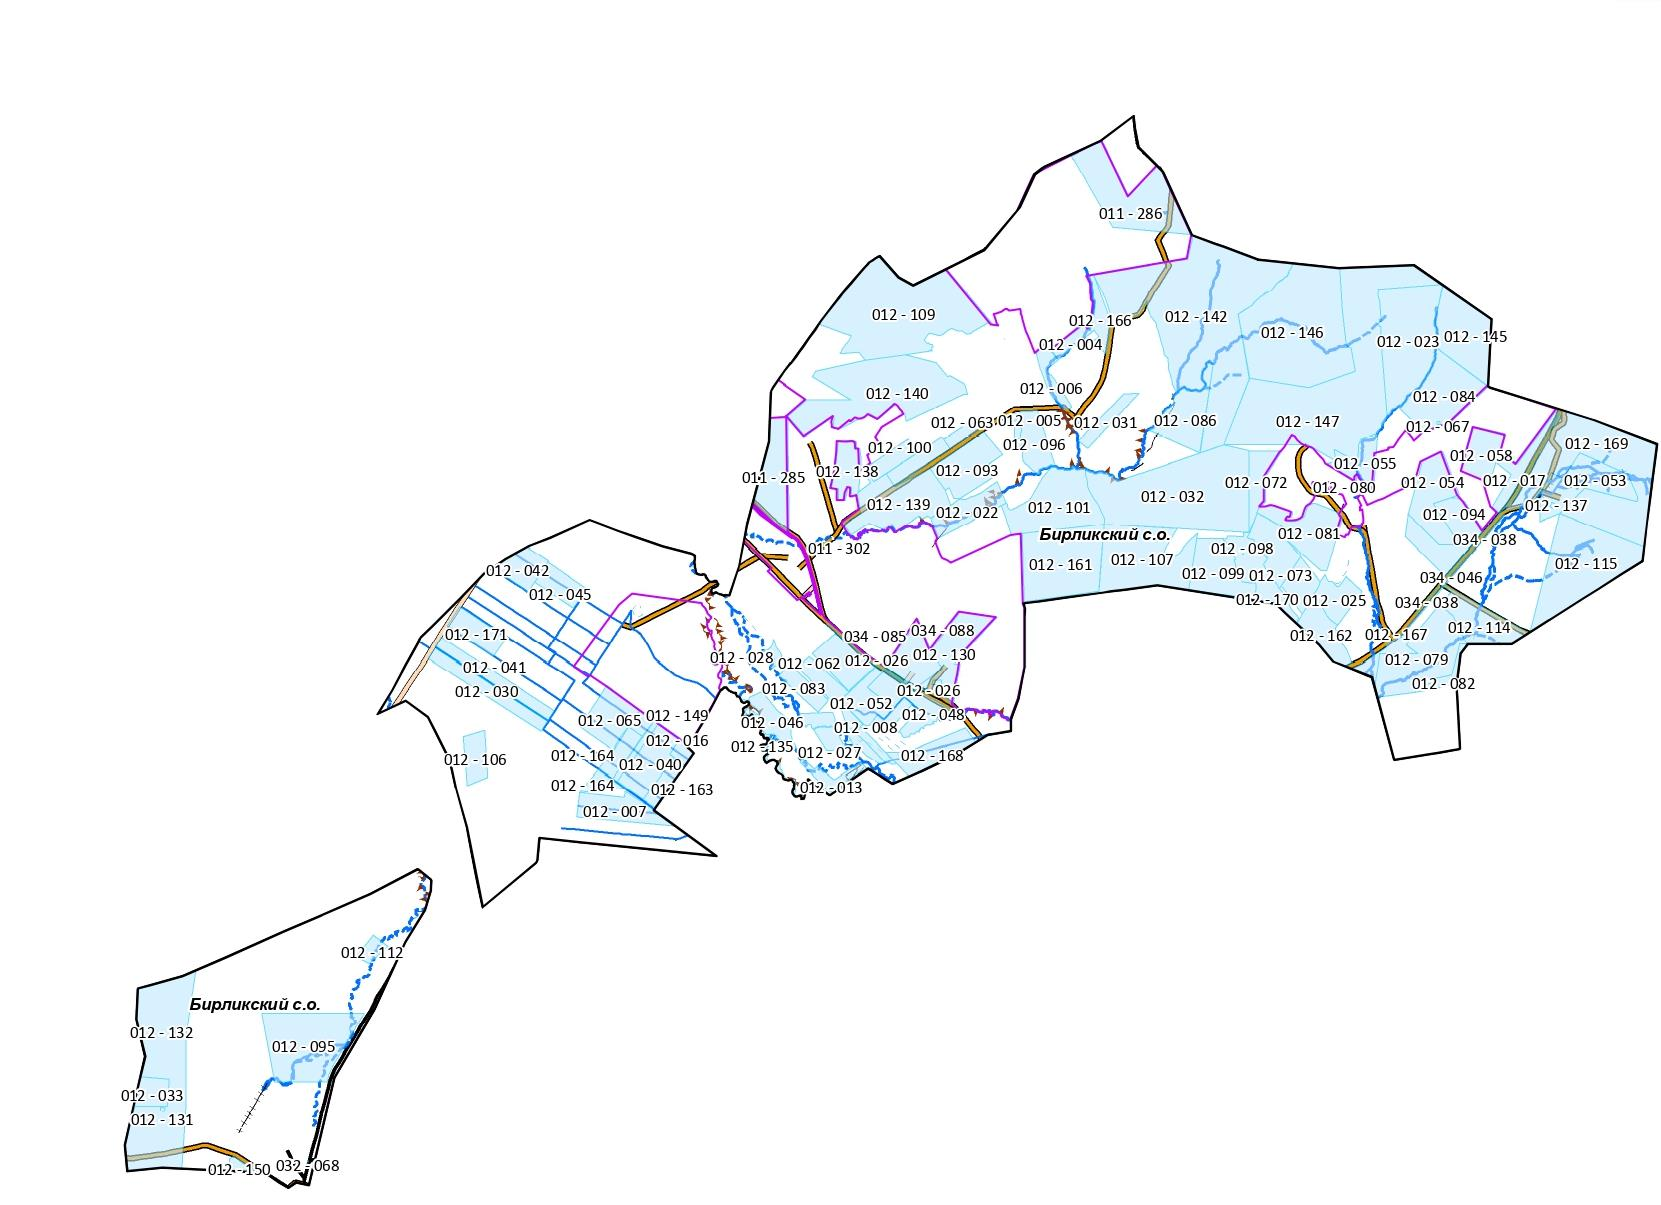 011 - 286
012 - 109
012 - 166
012 - 142
012 - 146
012 - 023
012 - 145
012 - 004
012 - 006
012 - 140
012 - 084
012 - 063
012 - 005
012 - 031
012 - 086
012 - 147
012 - 067
012 - 169
012 - 100
012 - 096
012 - 058
012 - 055
011 - 285
012 - 138
012 - 093
012 - 072
012 - 080
012 - 054
012 - 017
012 - 053
012 - 032
012 - 139
012 - 022
012 - 101
012 - 094
012 - 137
Бирликский с.о.
012 - 081
034 - 038
011 - 302
012 - 098
012 - 161
012 - 107
012 - 115
012 - 042
012 - 099
012 - 073
034 - 046
012 - 045
012 - 170
012 - 025
034 - 038
012 - 171
034 - 085
034 - 088
012 - 162
012 - 167
012 - 114
012 - 041
012 - 028
012 - 062
012 - 026
012 - 130
012 - 079
012 - 030
012 - 083
012 - 026
012 - 082
012 - 065
012 - 149
012 - 052
012 - 048
012 - 046
012 - 008
012 - 016
012 - 135
012 - 027
012 - 168
012 - 106
012 - 164
012 - 040
012 - 164
012 - 163
012 - 013
012 - 007
012 - 112
Бирликский с.о.
012 - 132
012 - 095
012 - 033
012 - 131
012 - 150
032 - 068